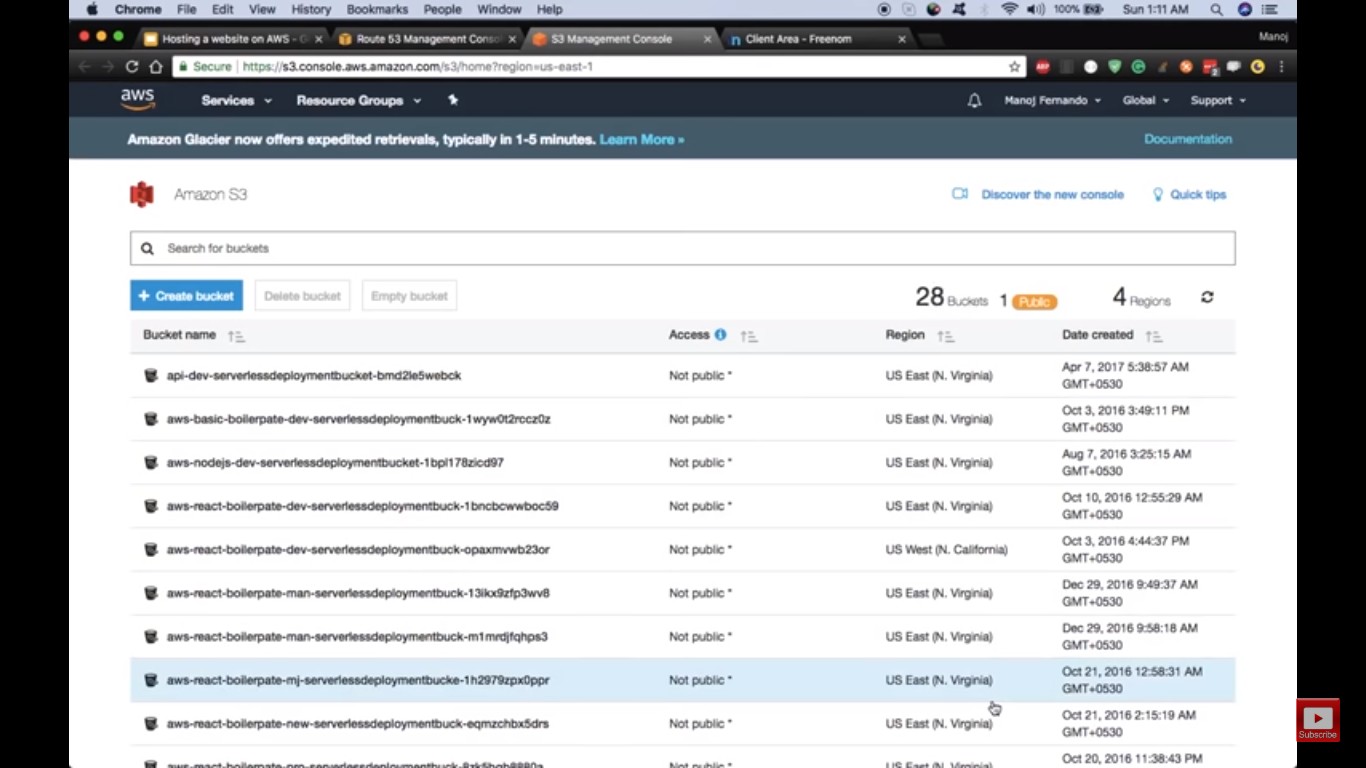 Chrome File Edit View History Bookmarks People Window Help 100% Sun 1:11 AM
Hosting a website on AWS - G Route 53 Management Conso S3 Management Console Client Area - Freenom Manoj
Secure https://s3.console.aws.amazon.com/s3/home?region=us-east-1
aws Services Resource Groups Manoj Fernando Global Support
Amazon Glacier now offers expedited retrievals, typically in 1-5 minutes. Learn More » Documentation
Amazon S3 Discover the new console Quick tips
Search for buckets
+ Create bucket Delete bucket Empty bucket 28 Buckets 1 Public 4 Regions
Bucket name Access Region Date created
api-dev-serverlessdeploymentbucket-bmd2le5webck Not public * US East (N. Virginia) Apr 7, 2017 5:38:57 AM
GMT+0530
aws-basic-boilerpate-dev-serverlessdeploymentbuck-1wyw0t2rccz0z Not public * US East (N. Virginia) Oct 3, 2016 3:49:11 PM
GMT+0530
aws-nodejs-dev-serverlessdeploymentbucket-1bpl178zicd97 Not public * US East (N. Virginia) Aug 7, 2016 3:25:15 AM
GMT+0530
aws-react-boilerpate-dev-serverlessdeploymentbuck-1bncbcwwboc59 Not public * US East (N. Virginia) Oct 10, 2016 12:55:29 AM
GMT+0530
aws-react-boilerpate-dev-serverlessdeploymentbuck-opaxmvwb23or Not public * US West (N. California) Oct 3, 2016 4:44:37 PM
GMT+0530
aws-react-boilerpate-man-serverlessdeploymentbuck-13ikx9zfp3wv8 Not public * US East (N. Virginia) Dec 29, 2016 9:49:37 AM
GMT+0530
aws-react-boilerpate-man-serverlessdeploymentbuck-m1mrdjfqhps3 Not public * US East (N. Virginia) Dec 29, 2016 9:58:18 AM
GMT+0530
aws-react-boilerpate-mj-serverlessdeploymentbucke-1h2979zpx0ppr Not public * US East (N. Virginia) Oct 21, 2016 12:58:31 AM
GMT+0530
aws-react-boilerpate-new-serverlessdeploymentbuck-eqmzchbx5drs Not public * US East (N. Virginia) Oct 21, 2016 2:15:19 AM
GMT+0530
Not public * US East (N. Virginia) Oct 20, 2016 11:38:43 PM
Subscribe